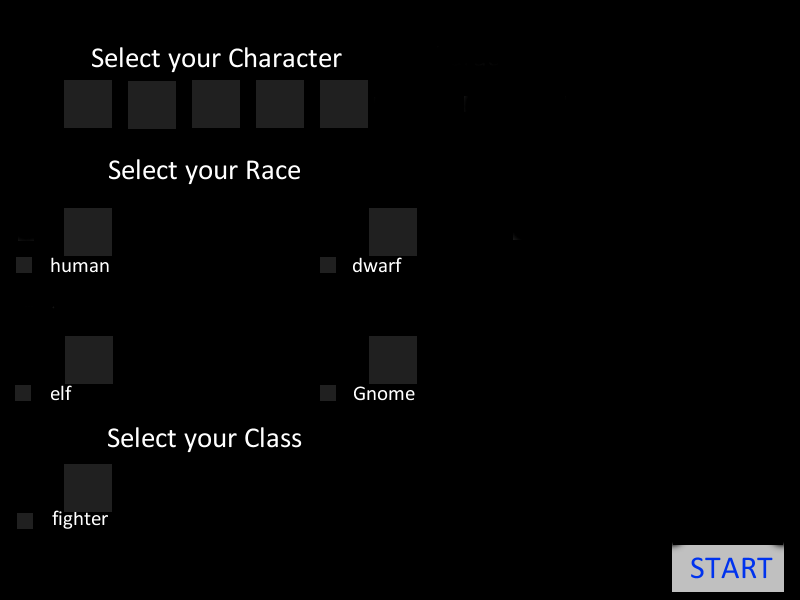 Select your Character
Select your Race
human
dwarf
elf
Gnome
Select your Class
fighter
START